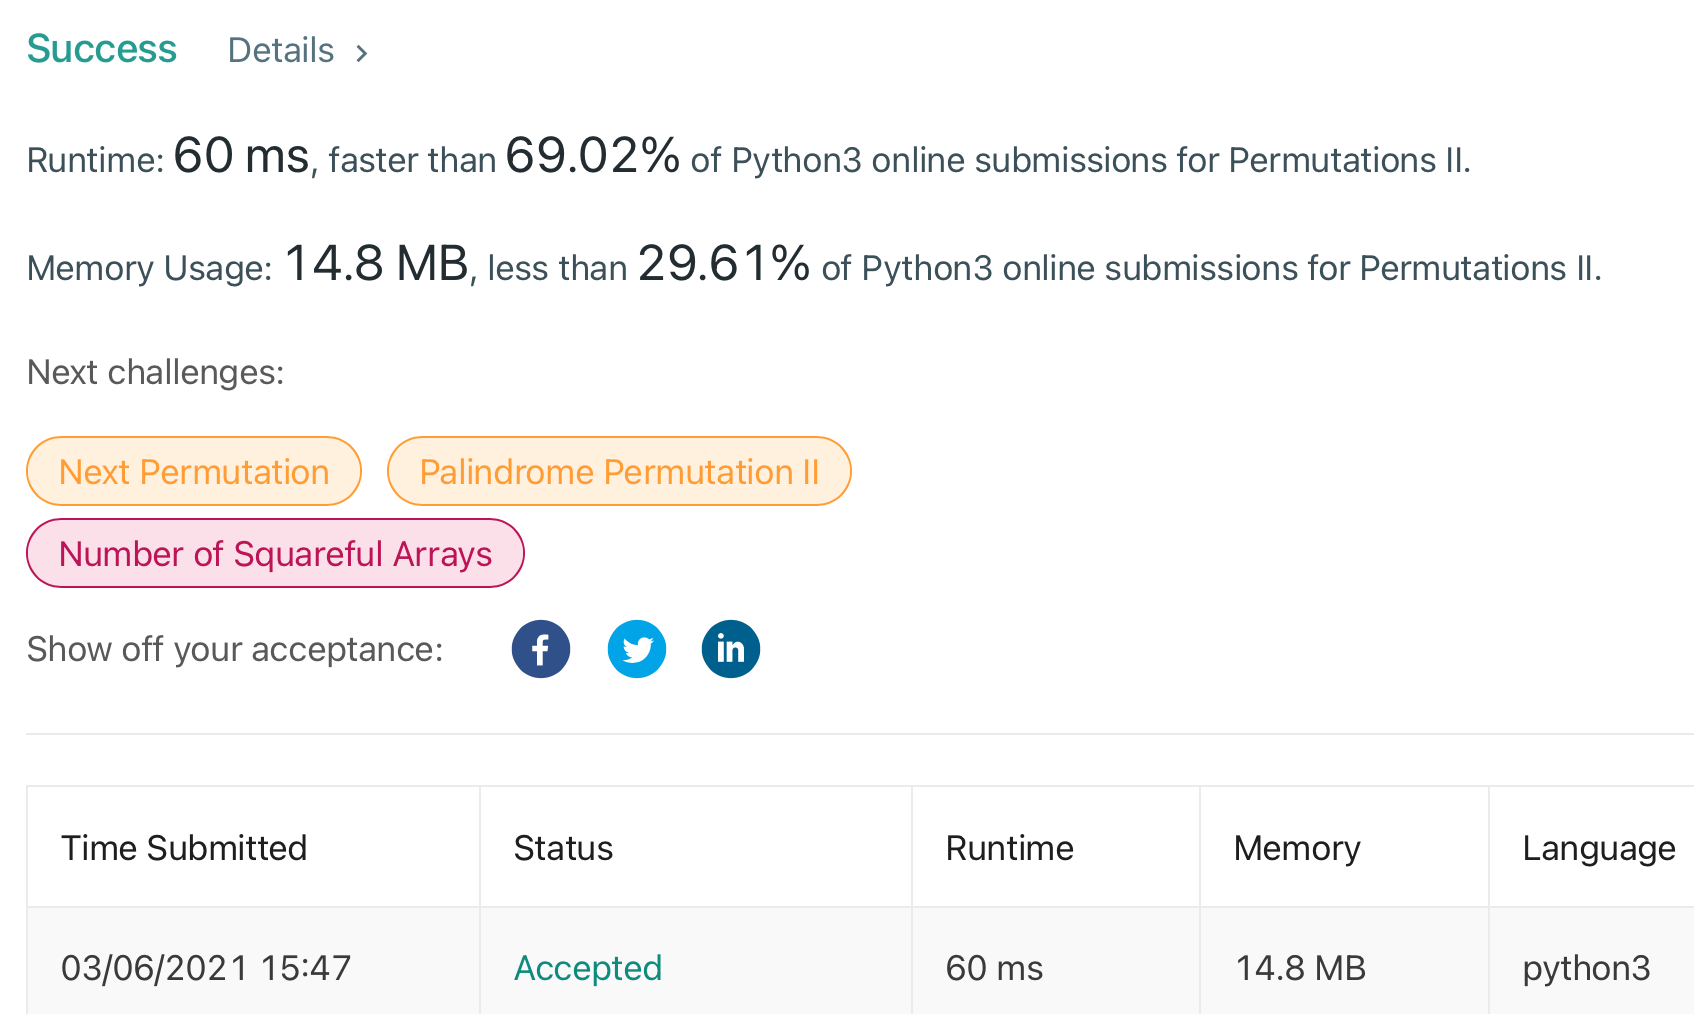 Success Details >
Runtime: 60 ms, faster than 69.02% of Python3 online submissions for Permutations II.
Memory Usage: 14.8 MB, less than 29.61% of Python3 online submissions for Permutations II.
Next challenges:
Next Permutation Palindrome Permutation II
Number of Squareful Arrays
Show off your acceptance: f in
Time Submitted Status Runtime Memory Language
03/06/2021 15:47 Accepted 60 ms 14.8 MB python3